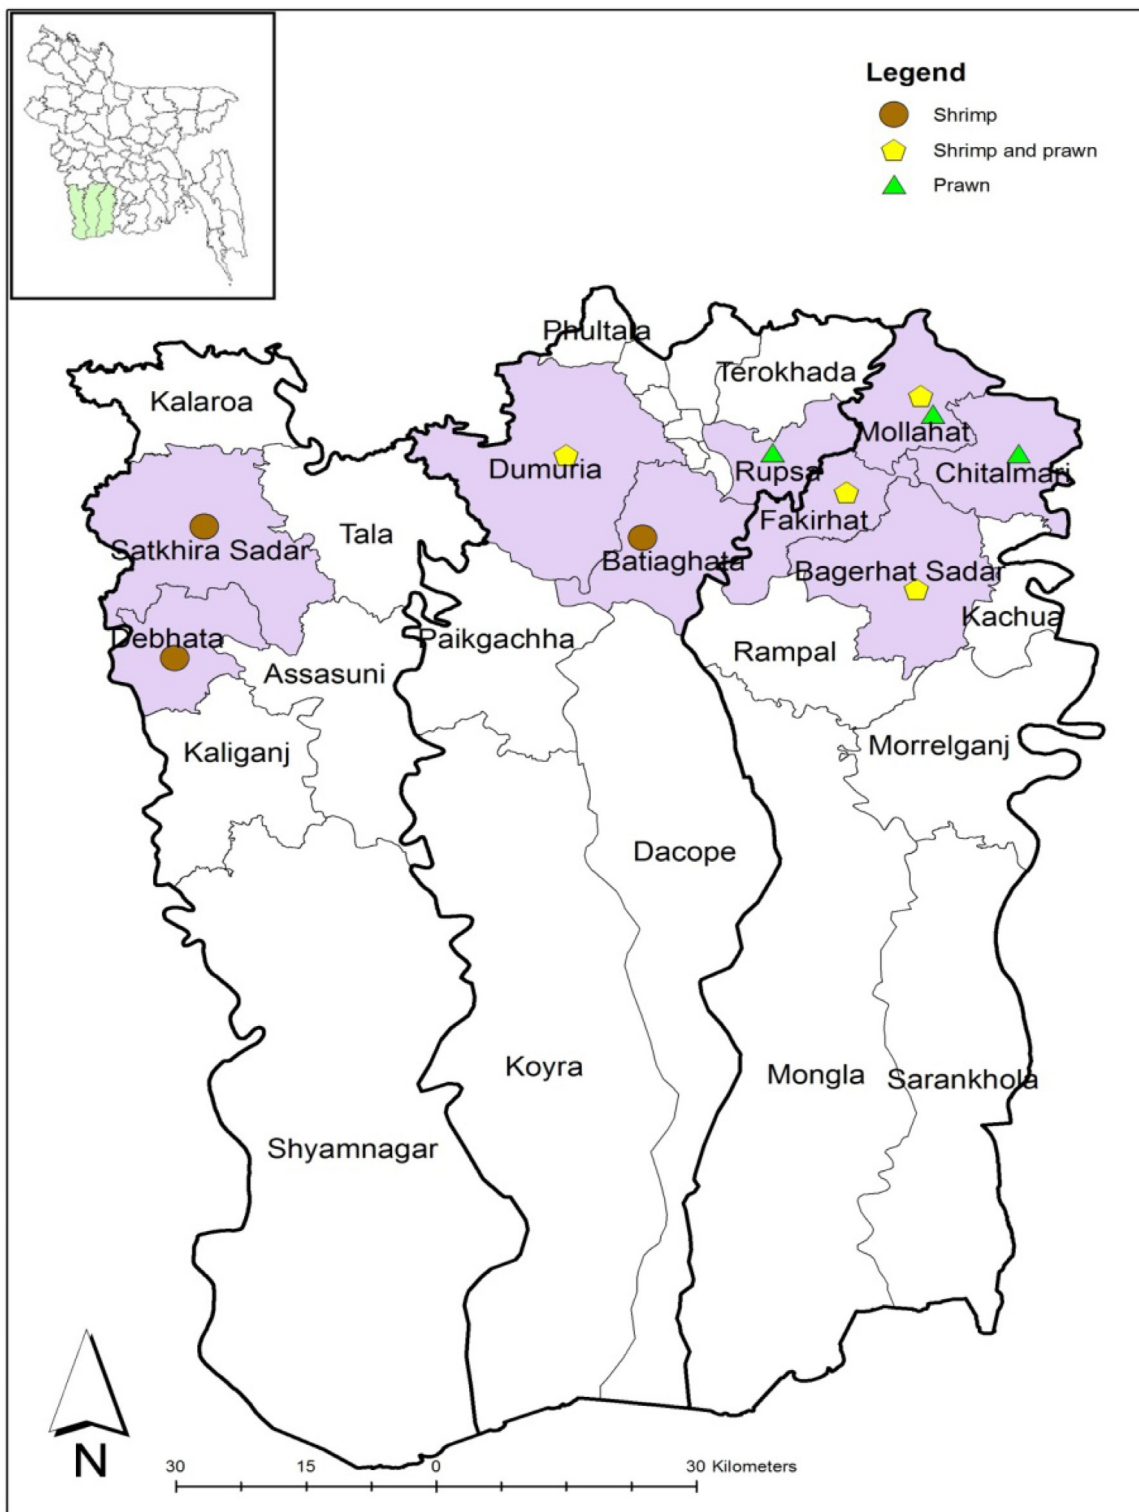 Legend
Shrimp
Shrimp and prawn
Prawn
Phultala
Terokhada
Kalaroa
Mollahat
Dumuria
Rupsa
Chitalmari
Fakirhat
Tala
Satkhira Sadar
Batiaghata
Bagerhat Sadar
Kachua
Debhata
Paikgachha
Rampal
Assasuni
Kaliganj
Morrelganj
Dacope
Koyra
Mongla
Sarankhola
Shyamnagar
N
30 15 0 30 Kilometers